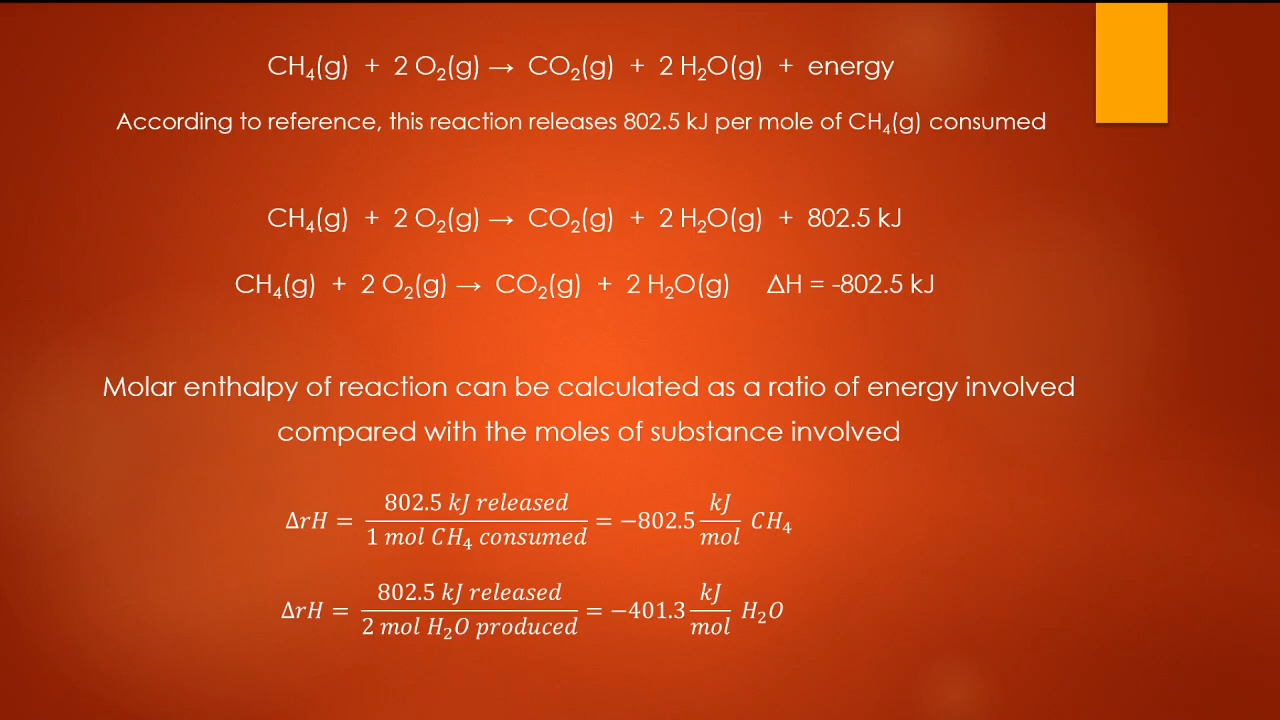 CH₄(g) + 2 O₂(g) → CO₂(g) + 2 H₂O(g) + energy
According to reference, this reaction releases 802.5 kJ per mole of CH₄(g) consumed
CH₄(g) + 2 O₂(g) → CO₂(g) + 2 H₂O(g) + 802.5 kJ
CH₄(g) + 2 O₂(g) → CO₂(g) + 2 H₂O(g) ΔH = -802.5 kJ
Molar enthalpy of reaction can be calculated as a ratio of energy involved
compared with the moles of substance involved
ΔrH = 802.5 kJ released / 1 mol CH₄ consumed = −802.5 kJ/mol CH₄
ΔrH = 802.5 kJ released / 2 mol H₂O produced = −401.3 kJ/mol H₂O